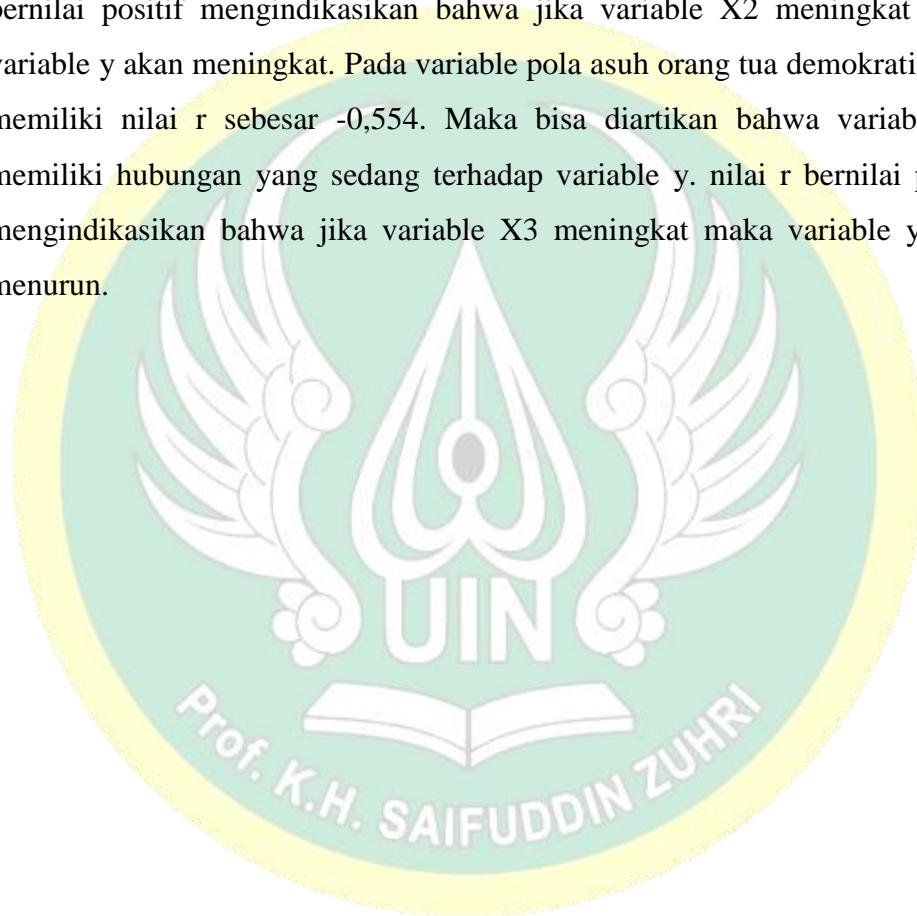 bernilai positif mengindikasikan bahwa jika variable X2 meningkat
variable y akan meningkat. Pada variable pola asuh orang tua demokrati
memiliki nilai r sebesar -0,554. Maka bisa diartikan bahwa variab
memiliki hubungan yang sedang terhadap variable y. nilai r bernilai
mengindikasikan bahwa jika variable X3 meningkat maka variable y
menurun.
UIN
Prof. K.H. SAIFUDDIN ZUHRI